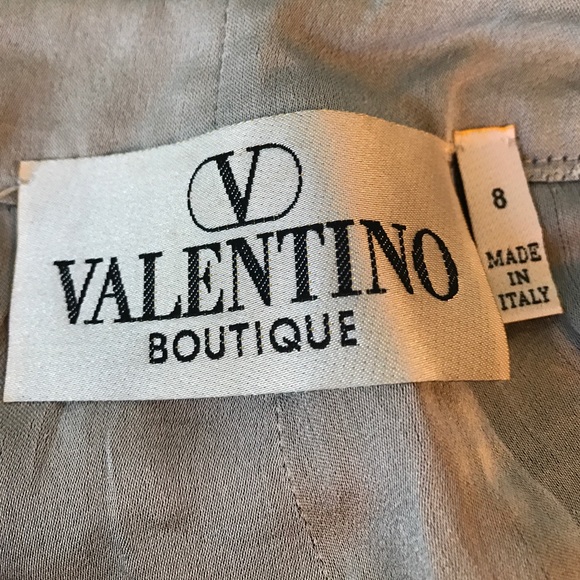 V
VALENTINO
BOUTIQUE
8
MADE
IN
ITALY